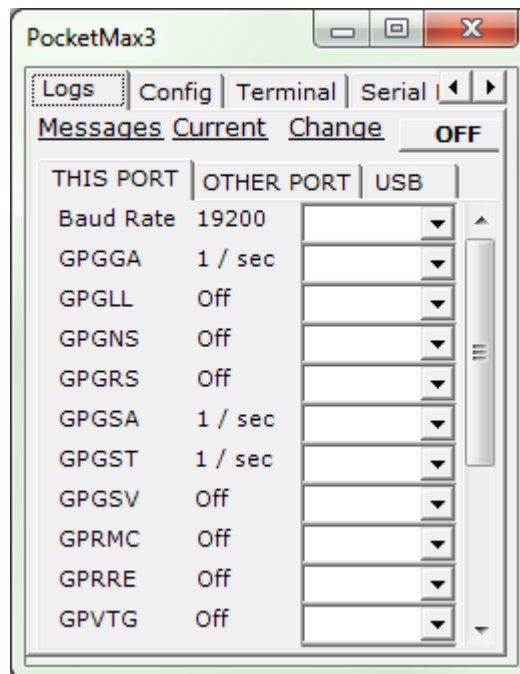 PocketMax3
Logs Config Terminal Serial
Messages Current Change OFF
THIS PORT OTHER PORT USB
Baud Rate 19200
GPGGA 1 / sec
GPGLL Off
GPGNS Off
GPGRS Off
GPGSA 1 / sec
GPGST 1 / sec
GPGSV Off
GPRMC Off
GPRRE Off
GPVTG Off